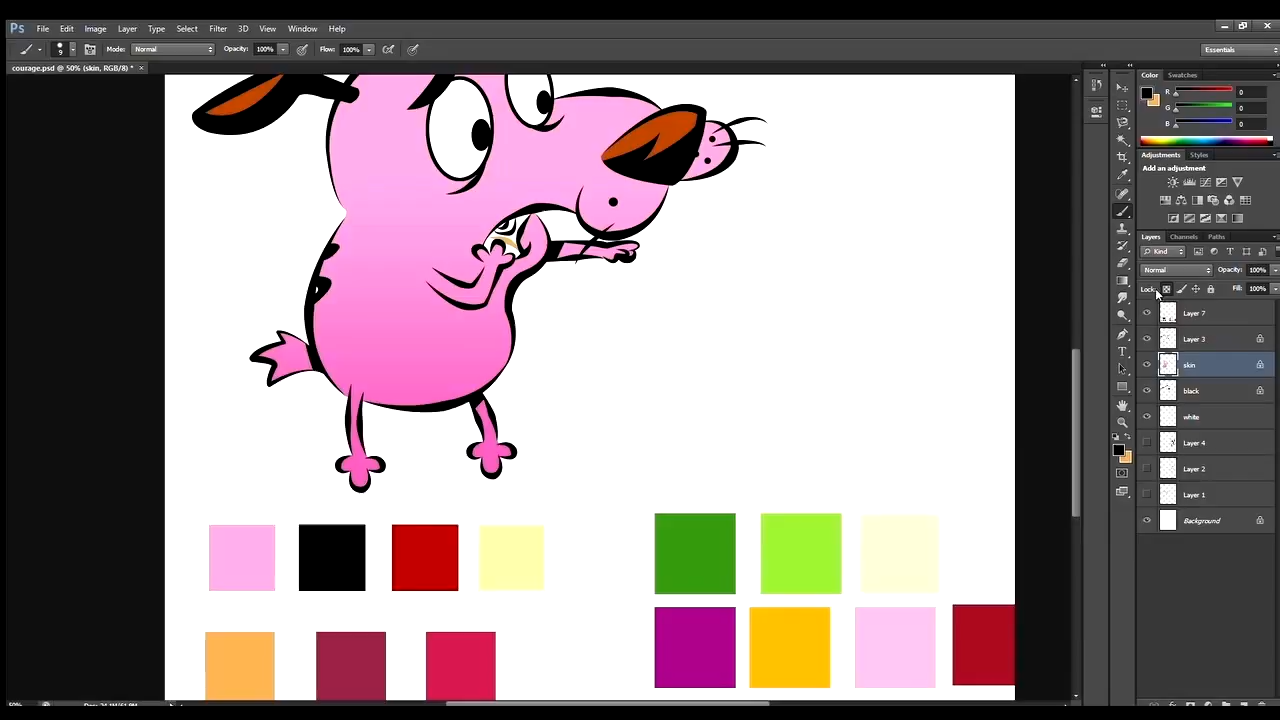 Ps File Edit Image Layer Type Select Filter 3D View Window Help
9 Mode: Normal Opacity: 100% Flow: 100% Essentials
courage.psd @ 50% (skin, RGB/8) * ×
Color Swatches
R 0
G 0
B 0
Adjustments Styles
Add an adjustment
Layers Channels Paths
Kind
Normal Opacity: 100%
Lock: Fill: 100%
Layer 7
Layer 3
skin
black
white
Layer 4
Layer 2
Layer 1
Background
50%